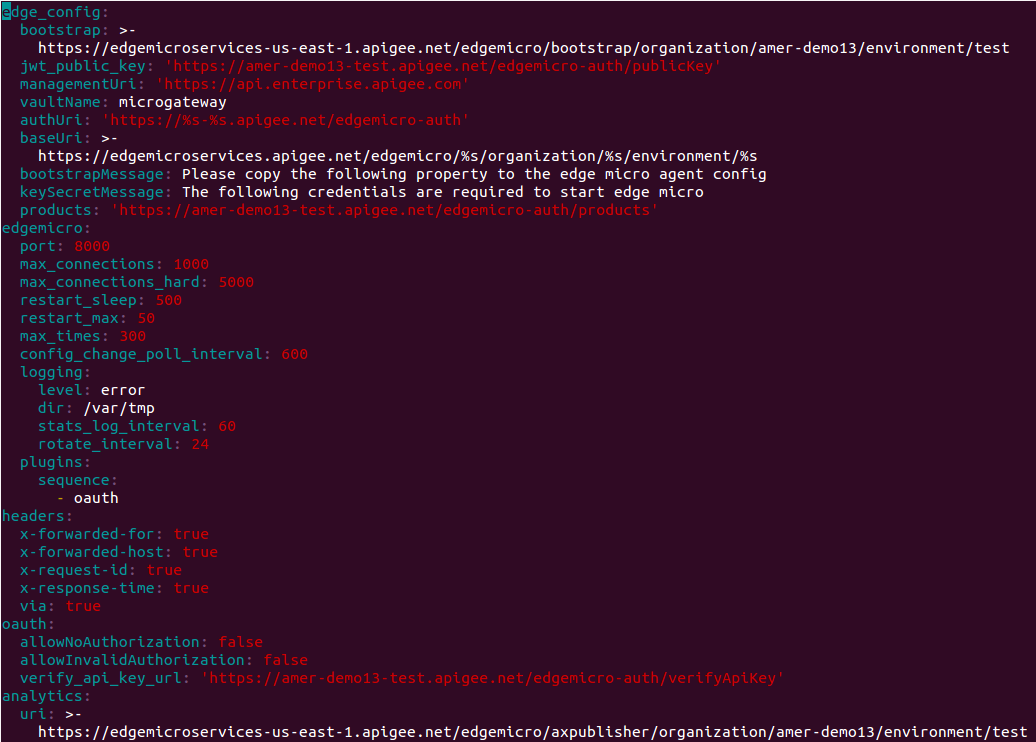 edge_config:
  bootstrap: >-
    https://edgemicroservices-us-east-1.apigee.net/edgemicro/bootstrap/organization/amer-demo13/environment/test
  jwt_public_key: 'https://amer-demo13-test.apigee.net/edgemicro-auth/publicKey'
  managementUri: 'https://api.enterprise.apigee.com'
  vaultName: microgateway
  authUri: 'https://%s-%s.apigee.net/edgemicro-auth'
  baseUri: >-
    https://edgemicroservices.apigee.net/edgemicro/%s/organization/%s/environment/%s
  bootstrapMessage: Please copy the following property to the edge micro agent config
  keySecretMessage: The following credentials are required to start edge micro
  products: 'https://amer-demo13-test.apigee.net/edgemicro-auth/products'
edgemicro:
  port: 8000
  max_connections: 1000
  max_connections_hard: 5000
  restart_sleep: 500
  restart_max: 50
  max_times: 300
  config_change_poll_interval: 600
  logging:
    level: error
    dir: /var/tmp
    stats_log_interval: 60
    rotate_interval: 24
  plugins:
    sequence:
      - oauth
headers:
  x-forwarded-for: true
  x-forwarded-host: true
  x-request-id: true
  x-response-time: true
  via: true
oauth:
  allowNoAuthorization: false
  allowInvalidAuthorization: false
  verify_api_key_url: 'https://amer-demo13-test.apigee.net/edgemicro-auth/verifyApiKey'
analytics:
  uri: >-
    https://edgemicroservices-us-east-1.apigee.net/edgemicro/axpublisher/organization/amer-demo13/environment/test